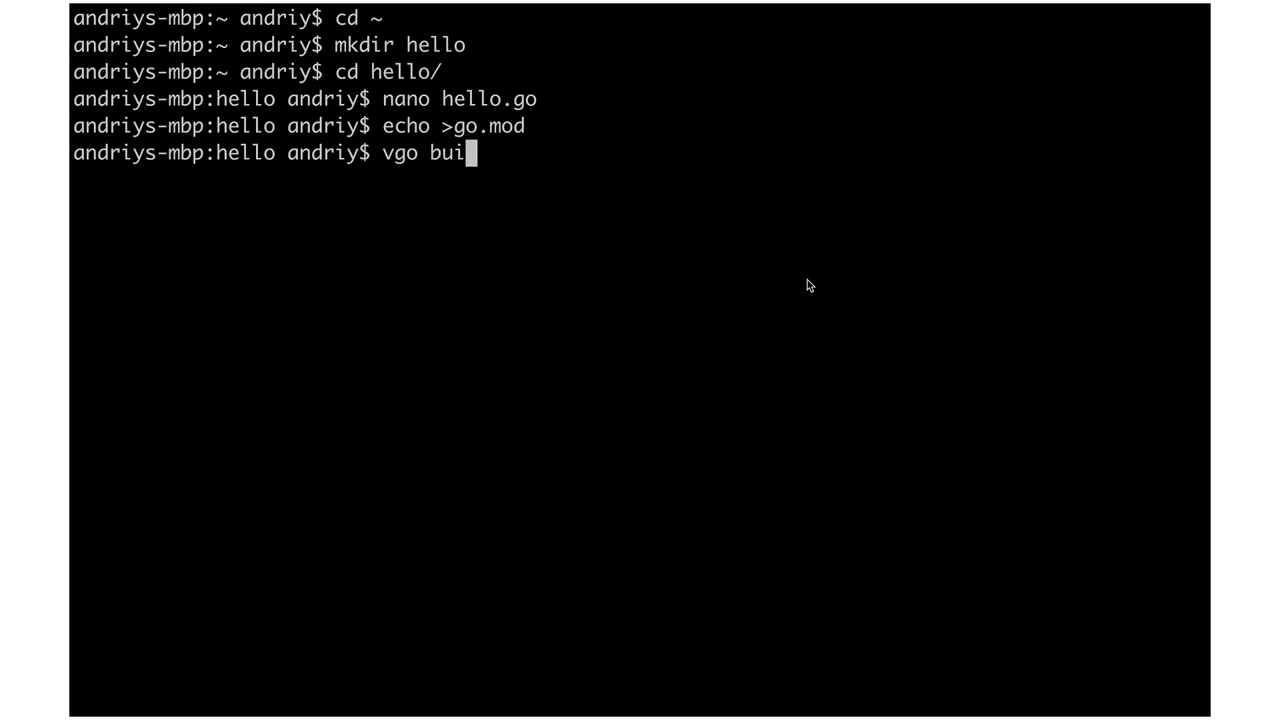 andriys-mbp:~ andriy$ cd ~
andriys-mbp:~ andriy$ mkdir hello
andriys-mbp:~ andriy$ cd hello/
andriys-mbp:hello andriy$ nano hello.go
andriys-mbp:hello andriy$ echo >go.mod
andriys-mbp:hello andriy$ vgo bui